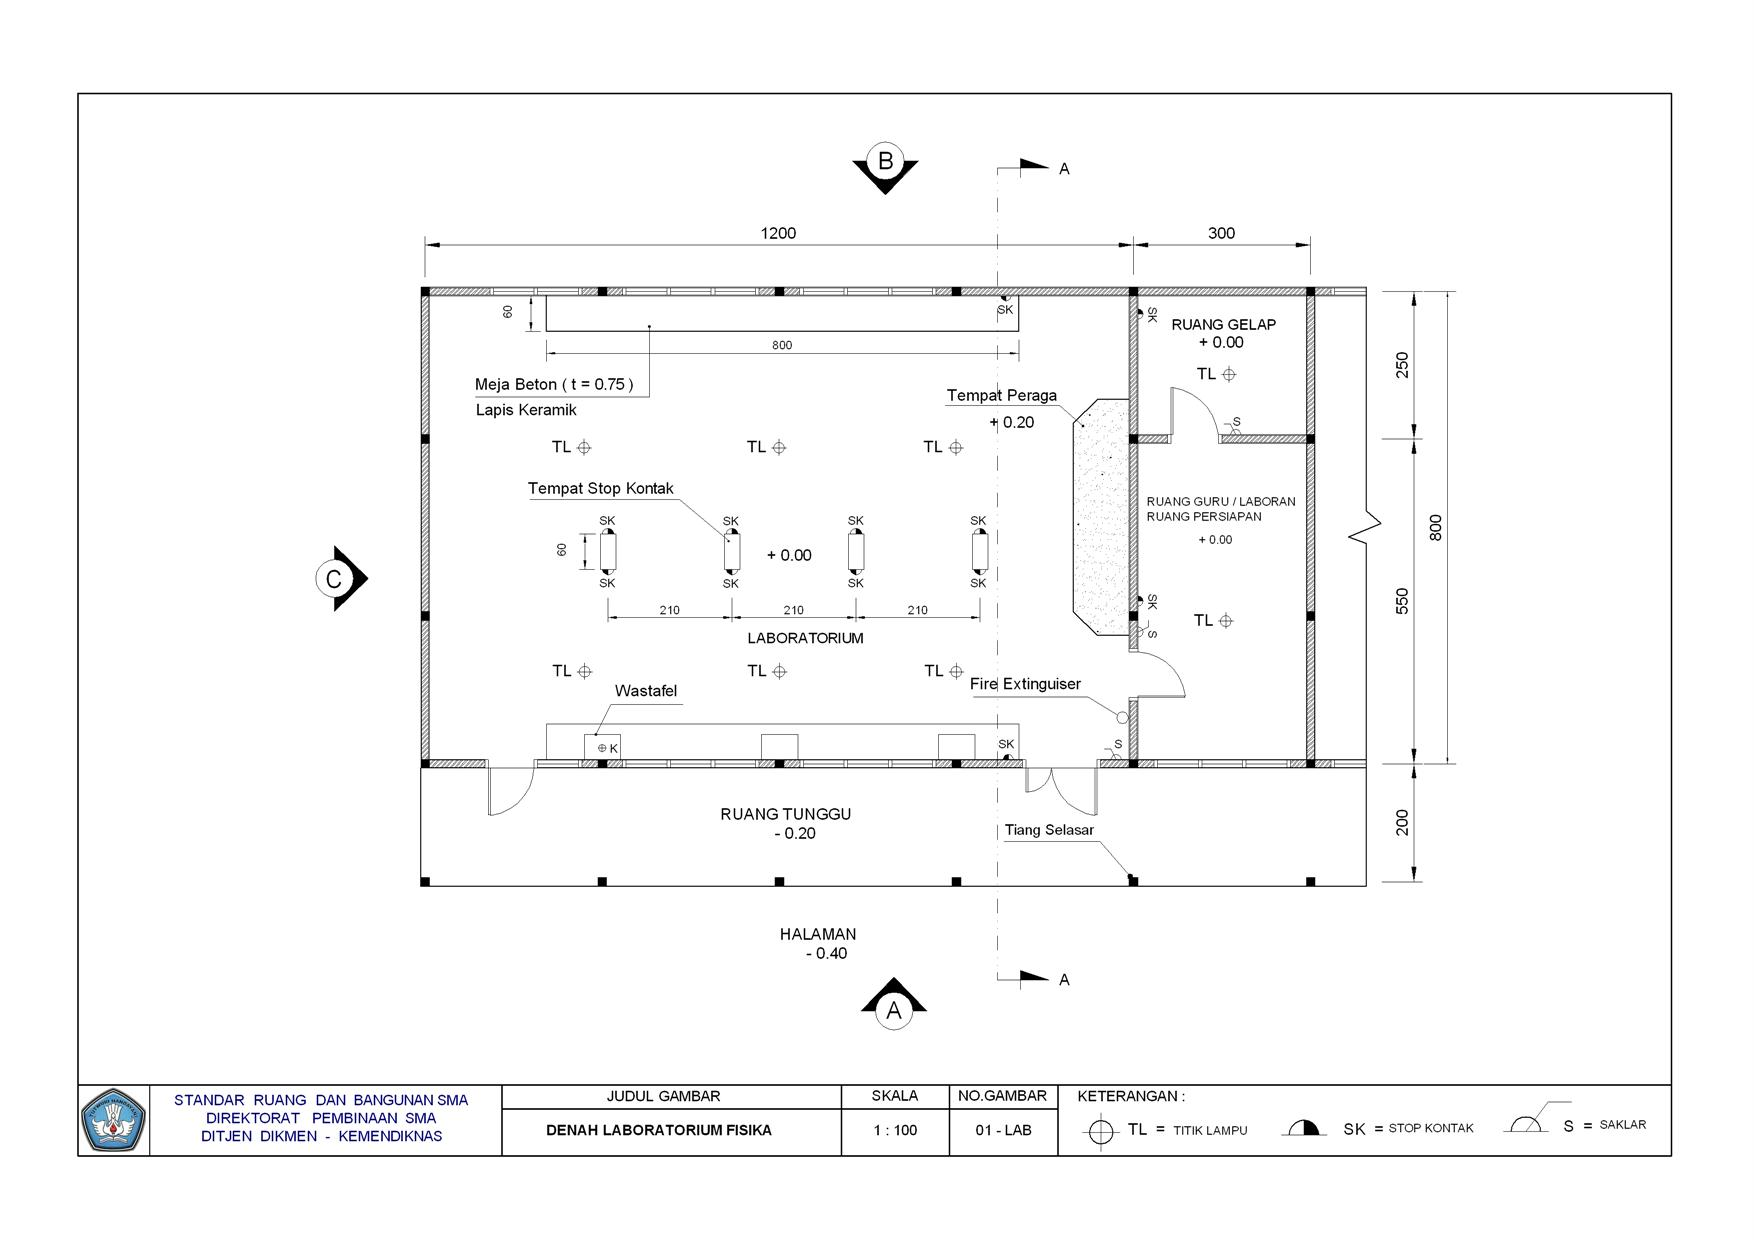 B
A
1200
300
60
SK
SK
RUANG GELAP
+ 0.00
800
250
TL
Meja Beton ( t = 0.75 )
Lapis Keramik
Tempat Peraga
+ 0.20
S
TL
TL
TL
Tempat Stop Kontak
RUANG GURU / LABORAN
RUANG PERSIAPAN
+ 0.00
800
SK
SK
SK
SK
60
+ 0.00
C
SK
SK
SK
SK
210
210
210
SK
550
TL
S
LABORATORIUM
TL
TL
TL
Fire Extinguiser
Wastafel
K
SK
S
RUANG TUNGGU
- 0.20
Tiang Selasar
200
HALAMAN
- 0.40
A
A
STANDAR RUANG DAN BANGUNAN SMA
DIREKTORAT PEMBINAAN SMA
DITJEN DIKMEN - KEMENDIKNAS
JUDUL GAMBAR
DENAH LABORATORIUM FISIKA
SKALA
1 : 100
NO.GAMBAR
01 - LAB
KETERANGAN :
TL = TITIK LAMPU
SK = STOP KONTAK
S = SAKLAR